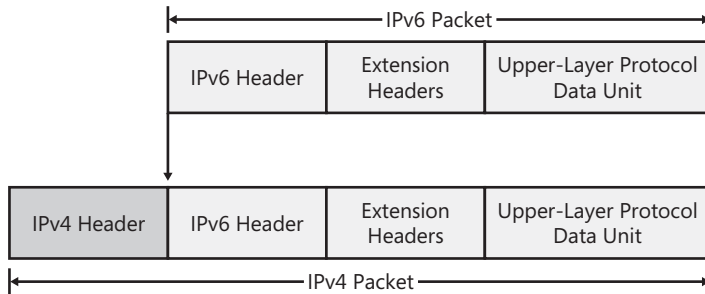 IPv6 Packet
IPv6 Header
Extension
Headers
Upper-Layer Protocol
Data Unit
IPv4 Header
IPv6 Header
Extension
Headers
Upper-Layer Protocol
Data Unit
IPv4 Packet